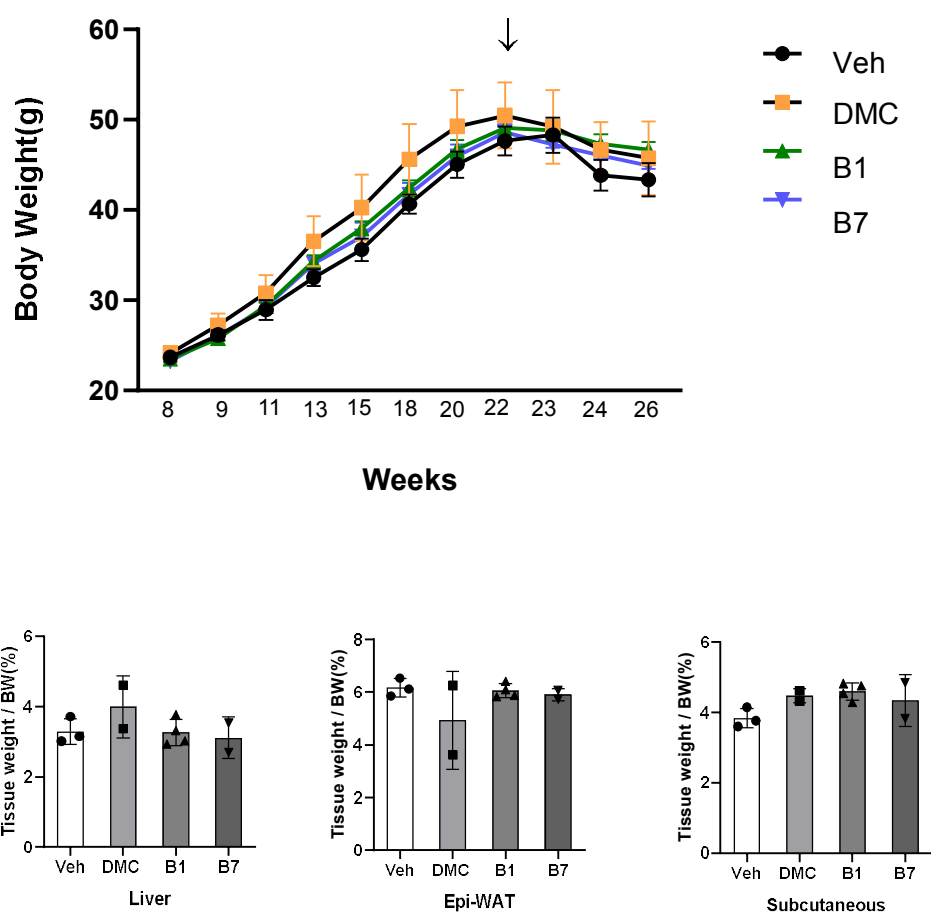 60
50
40
30
20
Body Weight(g)
8 9 11 13 15 18 20 22 23 24 26
Weeks
Veh
DMC
B1
B7
6
4
2
0
Tissue weight / BW(%)
Veh DMC B1 B7
Liver
8
6
4
2
0
Tissue weight / BW(%)
Veh DMC B1 B7
Epi-WAT
6
4
2
0
Tissue weight / BW(%)
Veh DMC B1 B7
Subcutaneous